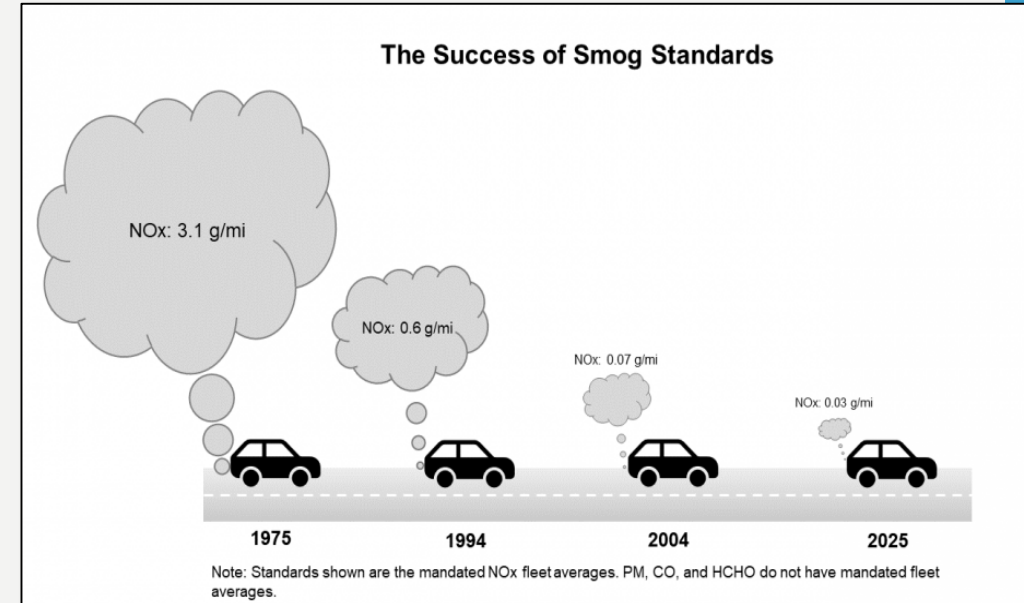 The Success of Smog Standards
NOx: 3.1 g/mi
NOx: 0.6 g/mi
NOx: 0.07 g/mi
NOx: 0.03 g/mi
1975
1994
2004
2025
Note: Standards shown are the mandated NOx fleet averages. PM, CO, and HCHO do not have mandated fleet
averages.